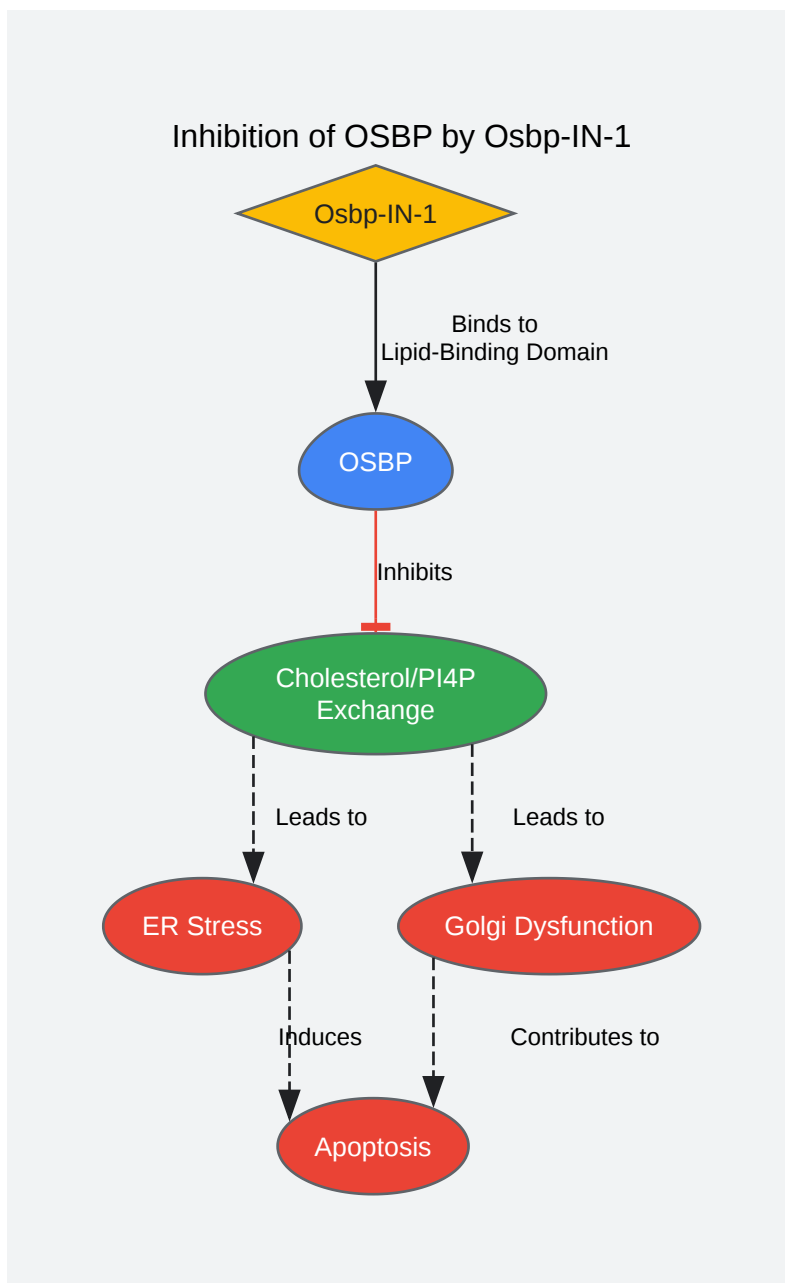 Inhibition of OSBP by Osbp-IN-1
Osbp-IN-1
Binds to
Lipid-Binding Domain
OSBP
Inhibits
Cholesterol/PI4P
Exchange
Leads to
Leads to
ER Stress
Golgi Dysfunction
Induces
Contributes to
Apoptosis